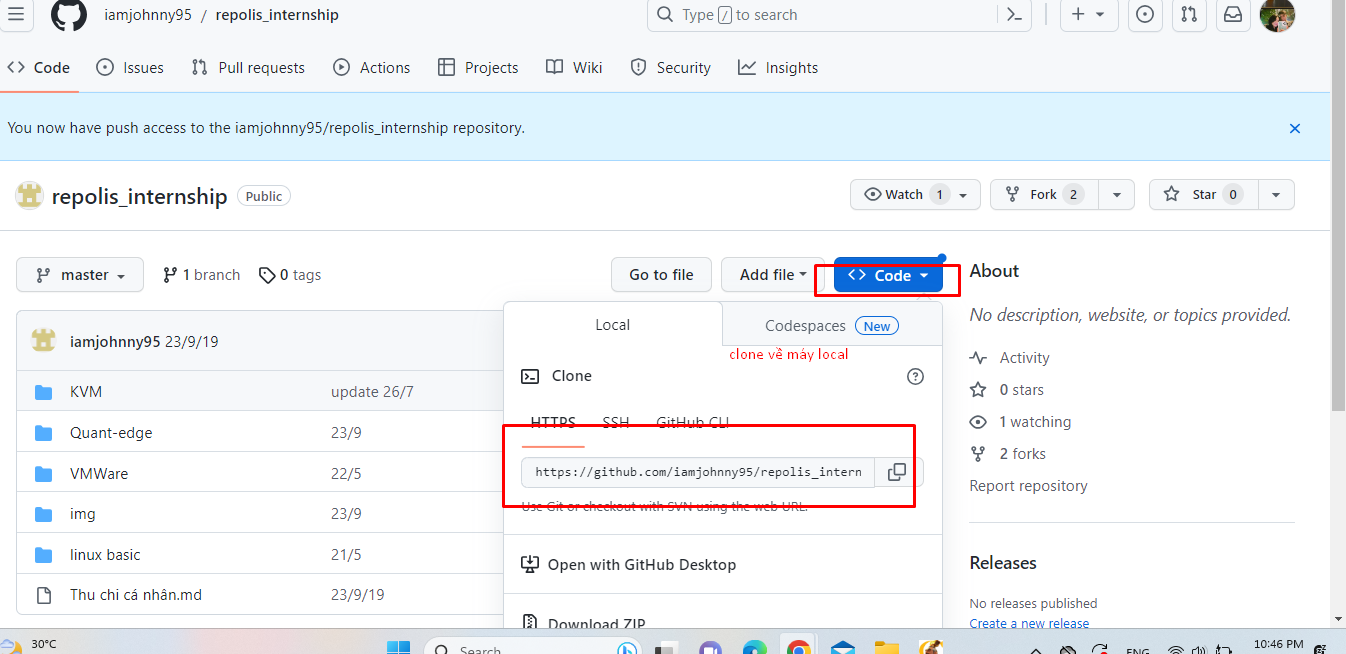 iamjohnny95 / repolis_internship Type / to search
Code Issues Pull requests Actions Projects Wiki Security Insights
You now have push access to the iamjohnny95/repolis_internship repository.
repolis_internship Public Watch 1 Fork 2 Star 0
master 1 branch 0 tags Go to file Add file Code
iamjohnny95 23/9/19
KVM update 26/7
Quant-edge 23/9
VMWare 22/5
img 23/9
linux basic 21/5
Thu chi cá nhân.md 23/9/19
Local Codespaces New
clone về máy local
Clone
HTTPS SSH GitHub CLI
https://github.com/iamjohnny95/repolis_intern
Use Git or checkout with SVN using the web URL.
Open with GitHub Desktop
Download ZIP
About
No description, website, or topics provided.
Activity
0 stars
1 watching
2 forks
Report repository
Releases
No releases published
Create a new release
30°C Search ENG 10:46 PM